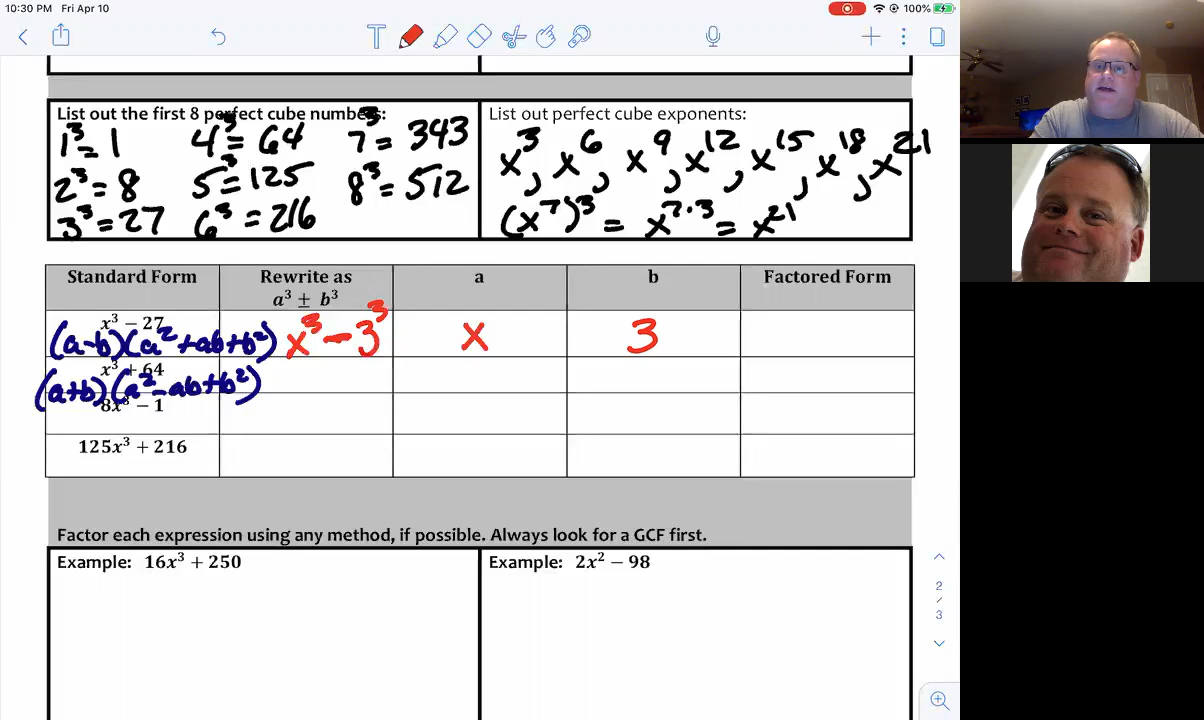 10:30 PM Fri Apr 10
100%
List out the first 8 perfect cube numbers:
1³ = 1 4³ = 64 7³ = 343
2³ = 8 5³ = 125 8³ = 512
3³ = 27 6³ = 216
List out perfect cube exponents:
x³, x⁶, x⁹, x¹², x¹⁵, x¹⁸, x²¹
(x⁷)³ = x⁷·³ = x²¹
Standard Form Rewrite as a³ ± b³ a b Factored Form
x³ − 27 x³ − 3³ x 3
(a-b)(a² + ab + b²)
x³ + 64
(a+b)(a² - ab + b²)
8x³ − 1
125x³ + 216
Factor each expression using any method, if possible. Always look for a GCF first.
Example: 16x³ + 250
Example: 2x² − 98
2
/
3